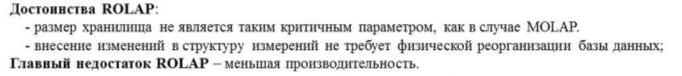 Достоинства ROLAP:
- размер хранилища не является таким критичным параметром, как в случае MOLAP.
- внесение изменений в структуру измерений не требует физической реорганизации базы данных;
Главный недостаток ROLAP – меньшая производительность.